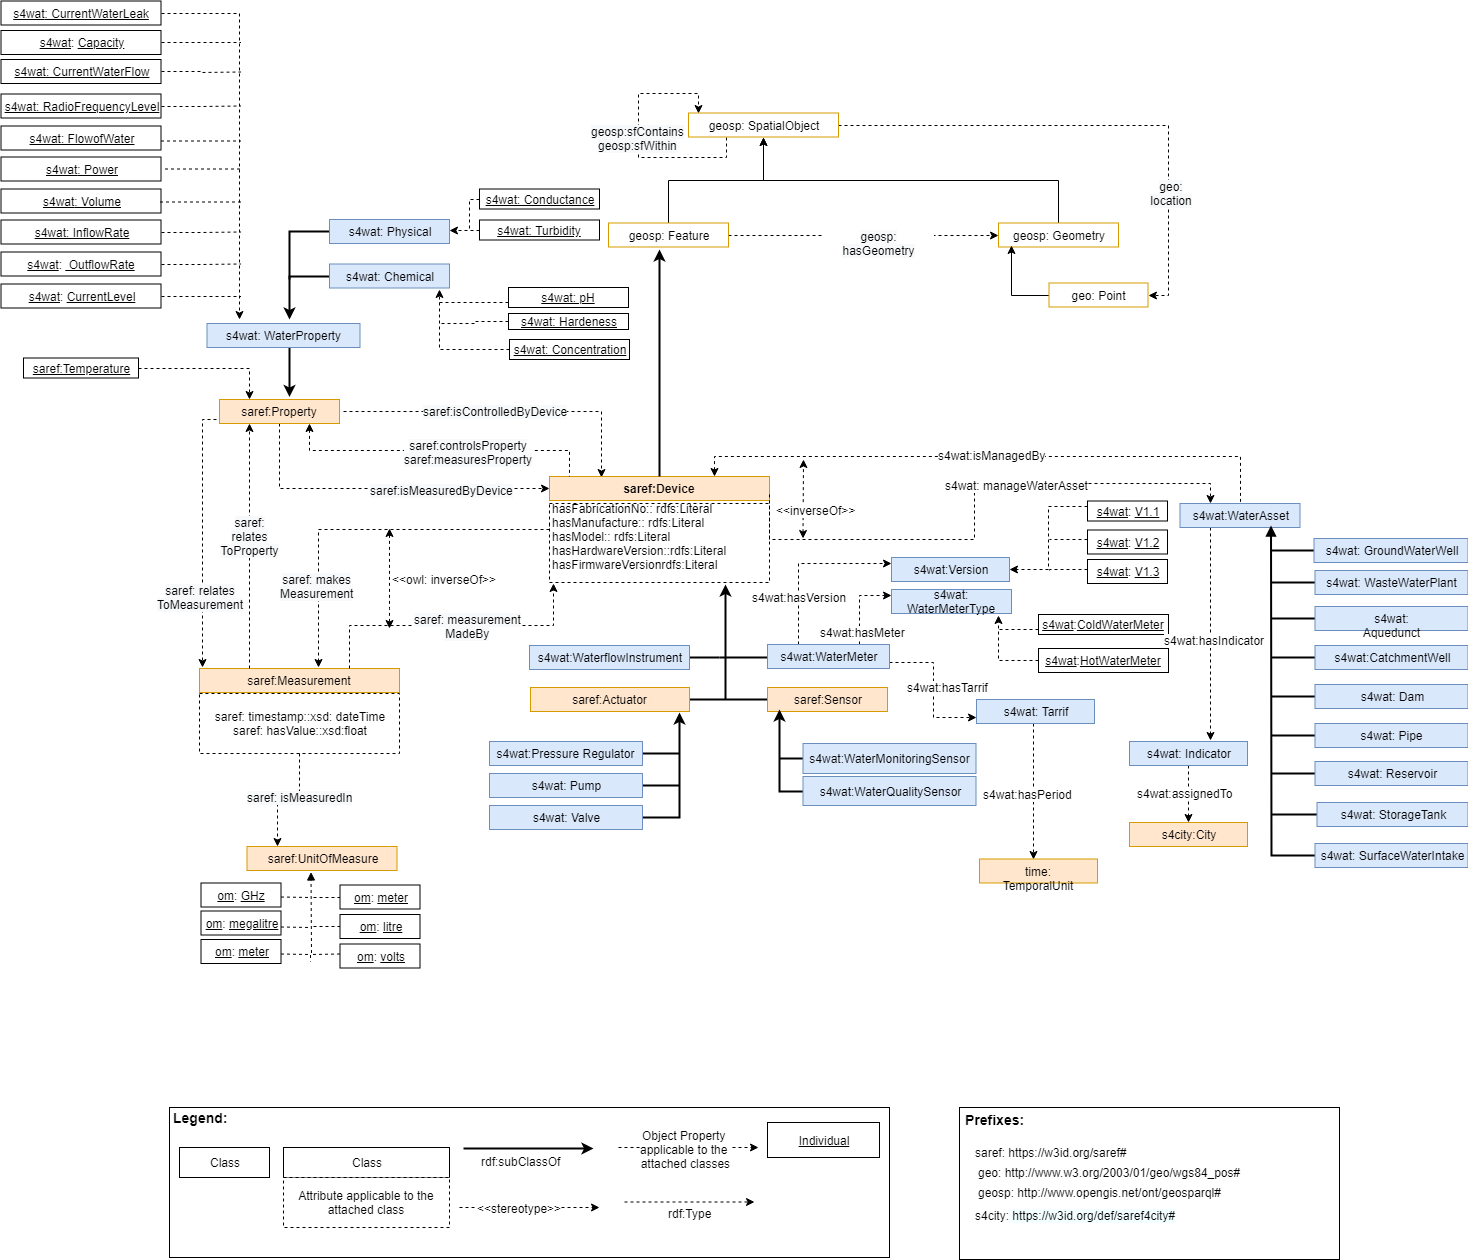 s4wat: CurrentWaterLeak
s4wat: Capacity
s4wat: CurrentWaterFlow
s4wat: RadioFrequencyLevel
s4wat: FlowofWater
s4wat: Power
s4wat: Volume
s4wat: InflowRate
s4wat: OutflowRate
s4wat: CurrentLevel
geosp: SpatialObject
geosp:sfContains
geosp:sfWithin
geo:
location
s4wat: Physical
s4wat: Conductance
s4wat: Turbidity
geosp: Feature
geosp:
hasGeometry
geosp: Geometry
s4wat: Chemical
geo: Point
s4wat: pH
s4wat: Hardeness
s4wat: Concentration
s4wat: WaterProperty
saref:Temperature
saref:Property
saref:isControlledByDevice
saref:controlsProperty
saref:measuresProperty
saref:isMeasuredByDevice
saref:Device
hasFabricationNo:: rdfs:Literal
hasManufacture:: rdfs:Literal
hasModel:: rdfs:Literal
hasHardwareVersion::rdfs:Literal
hasFirmwareVersionrdfs:Literal
s4wat:isManagedBy
s4wat: manageWaterAsset
<<inverseOf>>
s4wat: V1.1
s4wat: V1.2
s4wat: V1.3
s4wat:WaterAsset
s4wat: GroundWaterWell
s4wat: WasteWaterPlant
s4wat:
Aquedunct
s4wat:CatchmentWell
s4wat: Dam
s4wat: Pipe
s4wat: Reservoir
s4wat: StorageTank
s4wat: SurfaceWaterIntake
saref:
relates
ToProperty
saref: relates
ToMeasurement
saref: makes
Measurement
<<owl: inverseOf>>
saref: measurement
MadeBy
s4wat:Version
s4wat:hasVersion
s4wat:
WaterMeterType
s4wat:hasMeter
s4wat:ColdWaterMeter
s4wat:HotWaterMeter
s4wat:hasIndicator
s4wat:WaterflowInstrument
s4wat:WaterMeter
s4wat:hasTarrif
saref:Measurement
saref: timestamp::xsd: dateTime
saref: hasValue::xsd:float
saref:Actuator
saref:Sensor
s4wat: Tarrif
s4wat:Pressure Regulator
s4wat: Pump
s4wat: Valve
s4wat:WaterMonitoringSensor
s4wat:WaterQualitySensor
s4wat: Indicator
s4wat:hasPeriod
s4wat:assignedTo
s4city:City
time:
TemporalUnit
saref: isMeasuredIn
saref:UnitOfMeasure
om: GHz
om: meter
om: megalitre
om: litre
om: meter
om: volts
Legend:
Class
Class
Attribute applicable to the
attached class
rdf:subClassOf
<<stereotype>>
Object Property
applicable to the
attached classes
rdf:Type
Individual
Prefixes:
saref: https://w3id.org/saref#
geo: http://www.w3.org/2003/01/geo/wgs84_pos#
geosp: http://www.opengis.net/ont/geosparql#
s4city: https://w3id.org/def/saref4city#